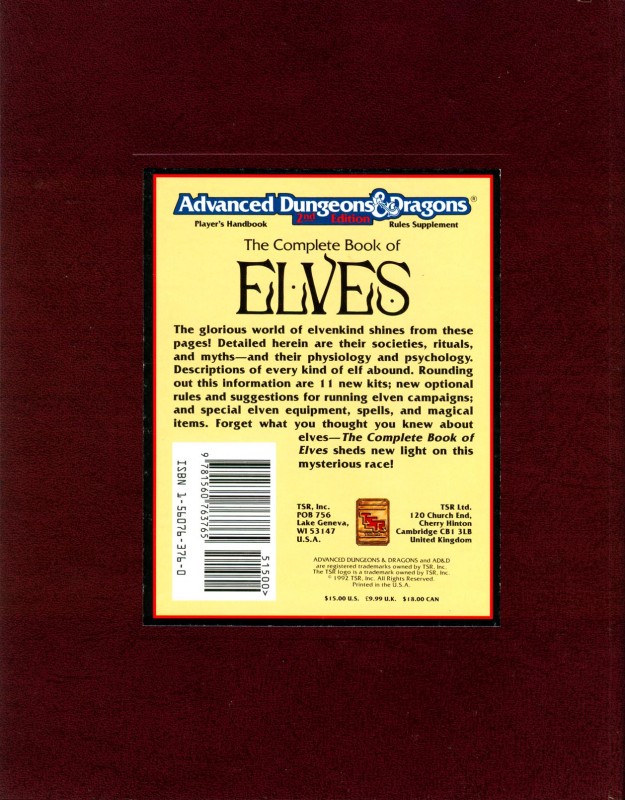 Advanced Dungeons & Dragons®
2nd Edition
Player's Handbook Rules Supplement
The Complete Book of
ELVES
The glorious world of elvenkind shines from these
pages! Detailed herein are their societies, rituals,
and myths—and their physiology and psychology.
Descriptions of every kind of elf abound. Rounding
out this information are 11 new kits; new optional
rules and suggestions for running elven campaigns;
and special elven equipment, spells, and magical
items. Forget what you thought you knew about
elves—The Complete Book of
Elves sheds new light on this
mysterious race!
ISBN 1-56076-376-0
9 781560 763765
51500>
TSR, Inc.
POB 756
Lake Geneva,
WI 53147
U.S.A.
TSR
TSR Ltd.
120 Church End,
Cherry Hinton
Cambridge CB1 3LB
United Kingdom
ADVANCED DUNGEONS & DRAGONS and AD&D
are registered trademarks owned by TSR, Inc.
The TSR logo is a trademark owned by TSR, Inc.
© 1992 TSR, Inc. All Rights Reserved.
Printed in the U.S.A.
$15.00 U.S. £9.99 U.K. $18.00 CAN